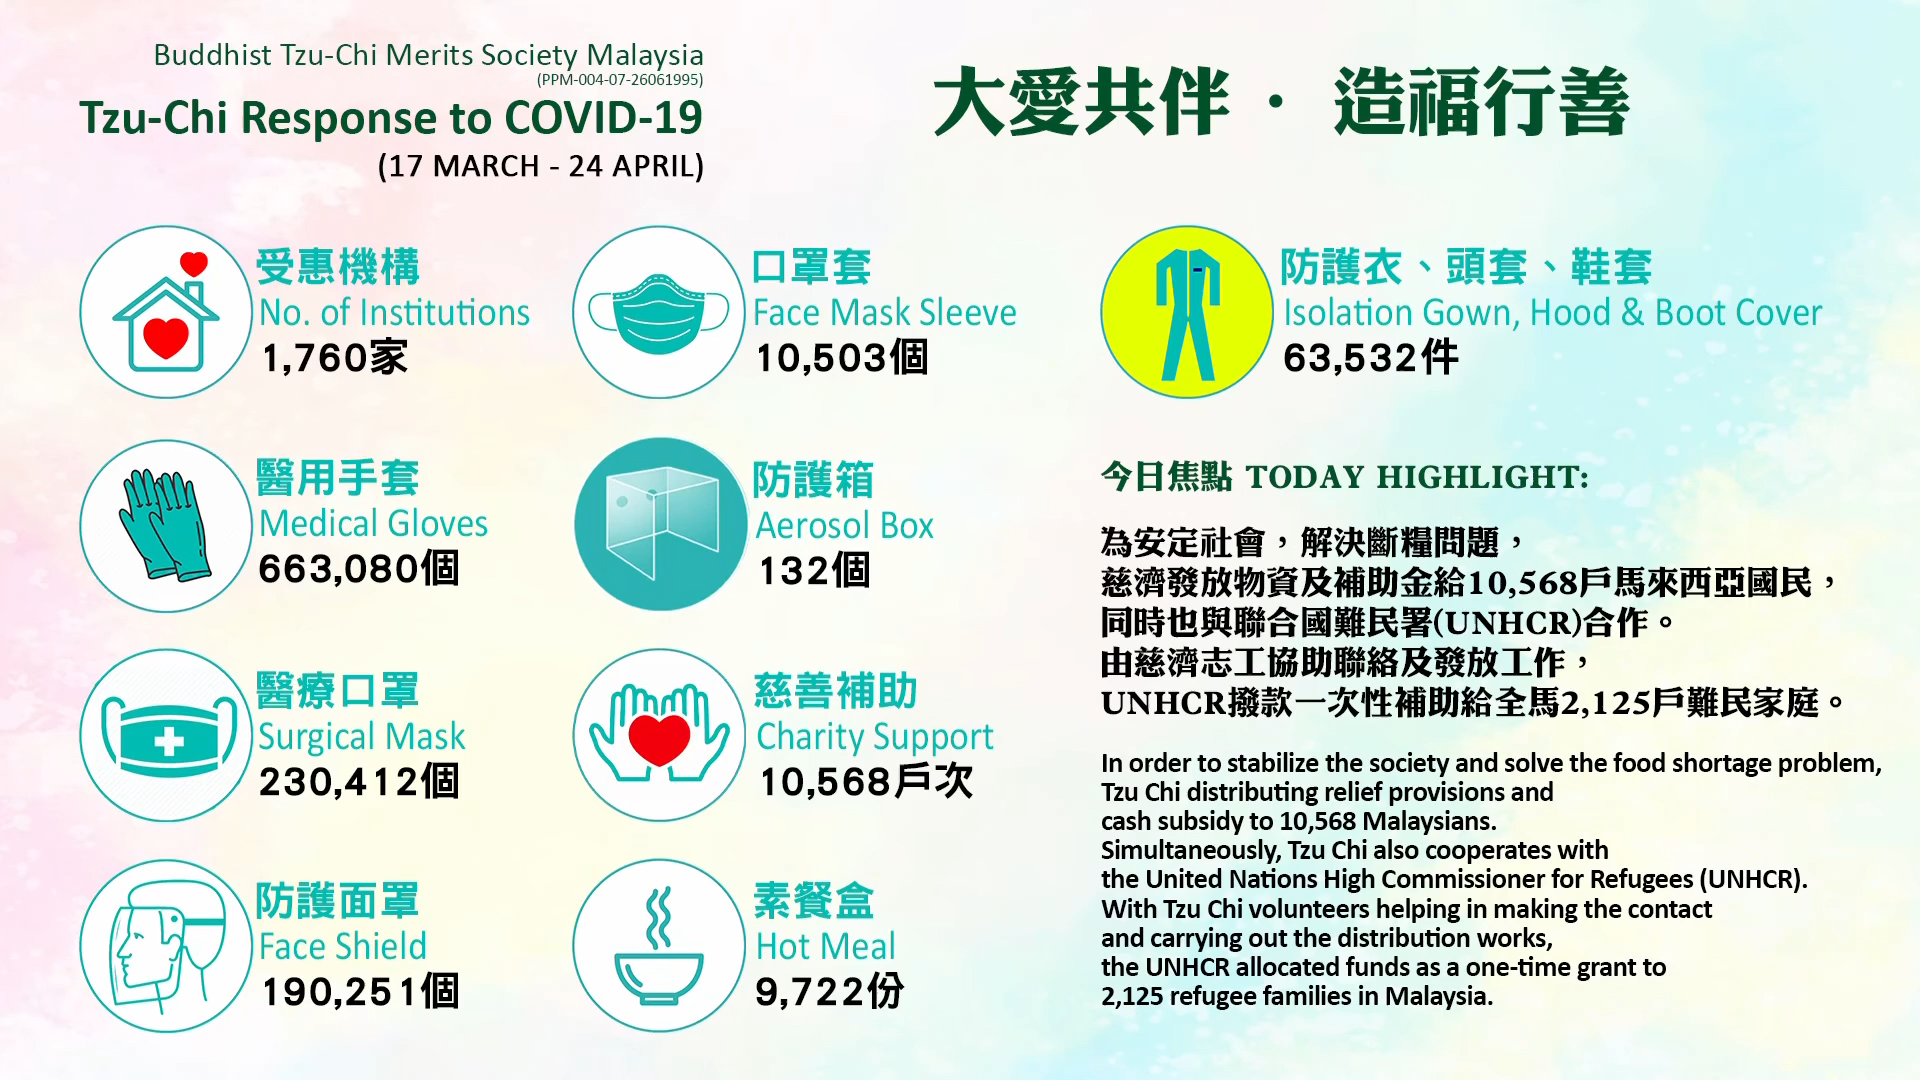 Buddhist Tzu-Chi Merits Society Malaysia
(PPM-004-07-26061995)
Tzu-Chi Response to COVID-19
(17 MARCH - 24 APRIL)
大愛共伴 · 造福行善
受惠機構
No. of Institutions
1,760家
口罩套
Face Mask Sleeve
10,503個
防護衣、頭套、鞋套
Isolation Gown, Hood & Boot Cover
63,532件
醫用手套
Medical Gloves
663,080個
防護箱
Aerosol Box
132個
醫療口罩
Surgical Mask
230,412個
慈善補助
Charity Support
10,568戶次
防護面罩
Face Shield
190,251個
素餐盒
Hot Meal
9,722份
今日焦點 TODAY HIGHLIGHT:
為安定社會，解決斷糧問題，
慈濟發放物資及補助金給10,568戶馬來西亞國民，
同時也與聯合國難民署(UNHCR)合作。
由慈濟志工協助聯絡及發放工作，
UNHCR撥款一次性補助給全馬2,125戶難民家庭。
In order to stabilize the society and solve the food shortage problem,
Tzu Chi distributing relief provisions and
cash subsidy to 10,568 Malaysians.
Simultaneously, Tzu Chi also cooperates with
the United Nations High Commissioner for Refugees (UNHCR).
With Tzu Chi volunteers helping in making the contact
and carrying out the distribution works,
the UNHCR allocated funds as a one-time grant to
2,125 refugee families in Malaysia.